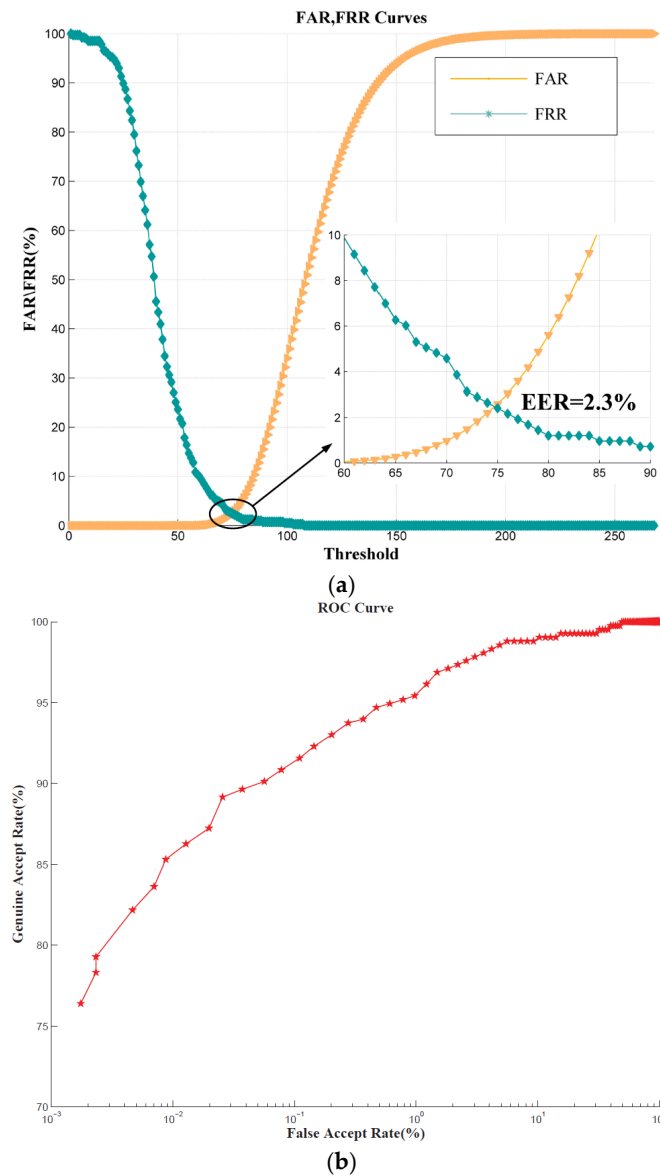 FAR,FRR Curves
100
90
80
70
60
50
40
30
20
10
0
FAR\FRR(%)
FAR
FRR
10
8
6
4
2
0
EER=2.3%
60 65 70 75 80 85 90
0 50 100 150 200 250
Threshold
(a)
ROC Curve
100
95
90
85
80
75
70
Genuine Accept Rate(%)
10⁻³ 10⁻² 10⁻¹ 10⁰ 10¹ 10
False Accept Rate(%)
(b)